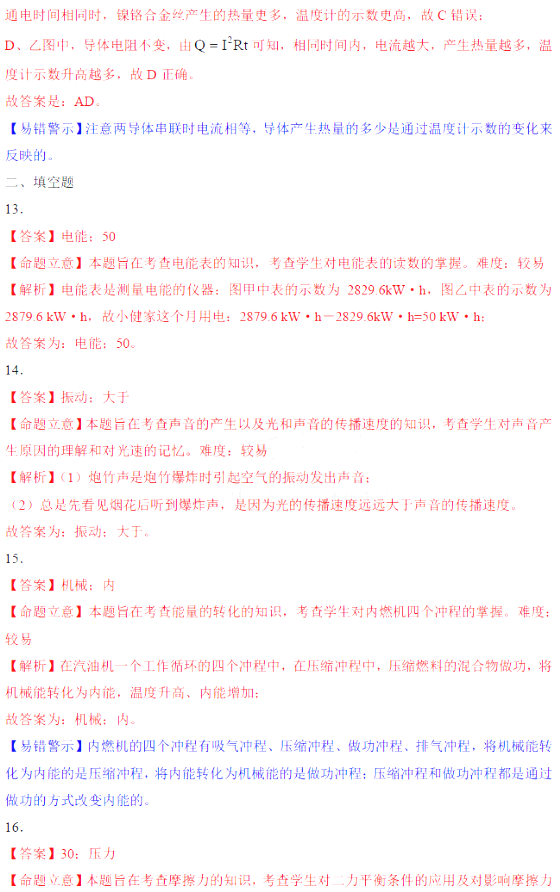 通电时间相同时，镍铬合金丝产生的热量更多，温度计的示数更高，故 C 错误；
D、乙图中，导体电阻不变，由 Q = I²Rt 可知，相同时间内，电流越大，产生热量越多，温
度计示数升高越多，故 D 正确。
故答案是：AD。
【易错警示】注意两导体串联时电流相等，导体产生热量的多少是通过温度计示数的变化来
反映的。
二、填空题
13.
【答案】电能；50
【命题立意】本题旨在考查电能表的知识，考查学生对电能表的读数的掌握。难度：较易
【解析】电能表是测量电能的仪器；图甲中表的示数为 2829.6kW·h，图乙中表的示数为
2879.6 kW·h，故小健家这个月用电；2879.6 kW·h－2829.6kW·h=50 kW·h；
故答案为：电能；50。
14.
【答案】振动；大于
【命题立意】本题旨在考查声音的产生以及光和声音的传播速度的知识，考查学生对声音产
生原因的理解和对光速的记忆。难度：较易
【解析】（1）炮竹声是炮竹爆炸时引起空气的振动发出声音；
（2）总是先看见烟花后听到爆炸声，是因为光的传播速度远远大于声音的传播速度。
故答案为：振动；大于。
15.
【答案】机械；内
【命题立意】本题旨在考查能量的转化的知识，考查学生对内燃机四个冲程的掌握。难度：
较易
【解析】在汽油机一个工作循环的四个冲程中，在压缩冲程中，压缩燃料的混合物做功，将
机械能转化为内能，温度升高、内能增加；
故答案为：机械；内。
【易错警示】内燃机的四个冲程有吸气冲程、压缩冲程、做功冲程、排气冲程，将机械能转
化为内能的是压缩冲程，将内能转化为机械能的是做功冲程；压缩冲程和做功冲程都是通过
做功的方式改变内能的。
16.
【答案】30；压力
【命题立意】本题旨在考查摩擦力的知识，考查学生对二力平衡条件的应用及对影响摩擦力